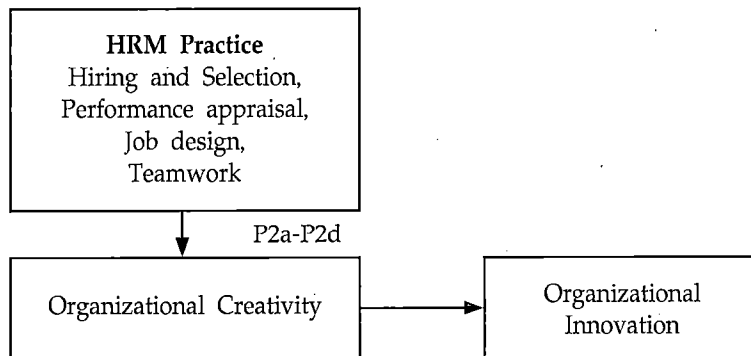 HRM Practice
Hiring and Selection,
Performance appraisal,
Job design,
Teamwork
P2a-P2d
Organizational Creativity
Organizational
Innovation